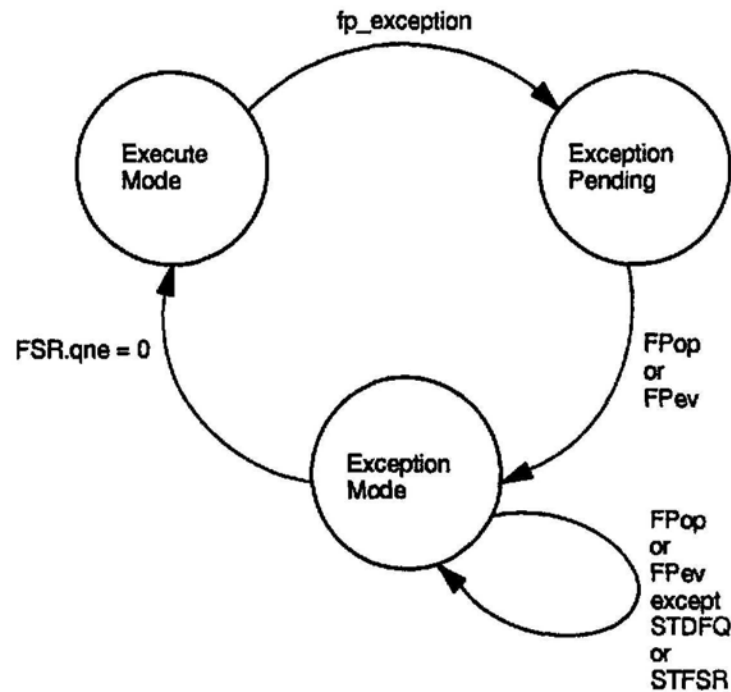 fp_exception
Execute
Mode
Exception
Pending
FSR.qne = 0
FPop
or
FPev
Exception
Mode
FPop
or
FPev
except
STDFQ
or
STFSR